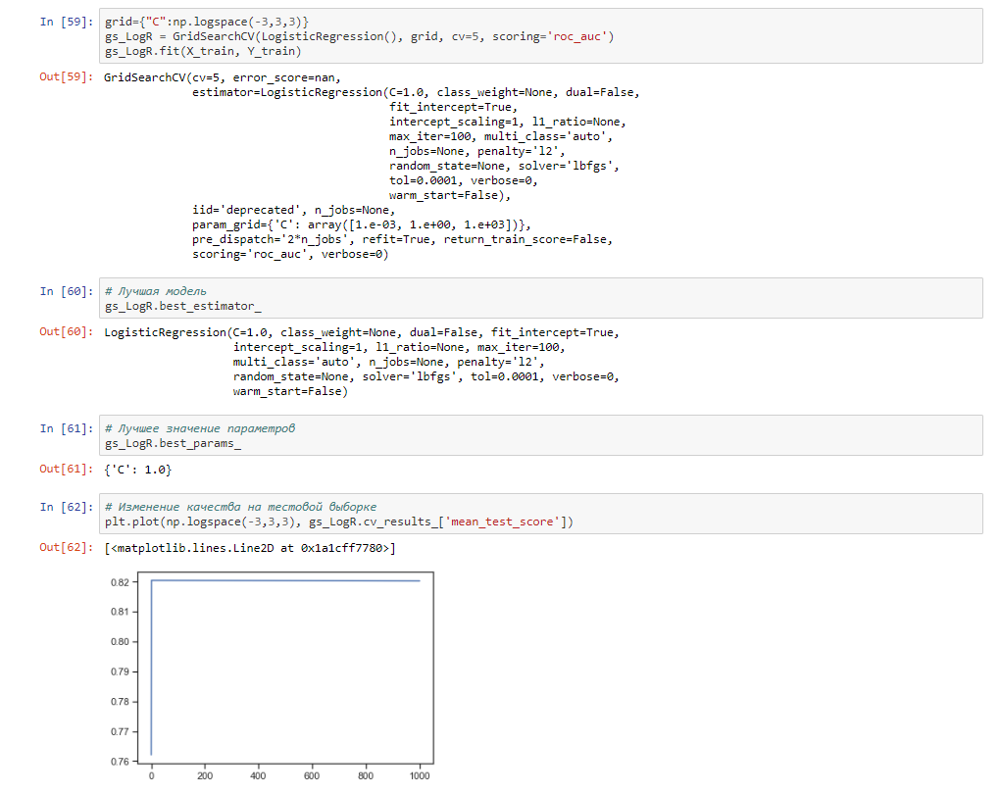 In [59]: grid={"C":np.logspace(-3,3,3)}
gs_LogR = GridSearchCV(LogisticRegression(), grid, cv=5, scoring='roc_auc')
gs_LogR.fit(X_train, Y_train)
Out[59]: GridSearchCV(cv=5, error_score=nan,
estimator=LogisticRegression(C=1.0, class_weight=None, dual=False,
fit_intercept=True,
intercept_scaling=1, l1_ratio=None,
max_iter=100, multi_class='auto',
n_jobs=None, penalty='l2',
random_state=None, solver='lbfgs',
tol=0.0001, verbose=0,
warm_start=False),
iid='deprecated', n_jobs=None,
param_grid={'C': array([1.e-03, 1.e+00, 1.e+03])},
pre_dispatch='2*n_jobs', refit=True, return_train_score=False,
scoring='roc_auc', verbose=0)
In [60]: # Лучшая модель
gs_LogR.best_estimator_
Out[60]: LogisticRegression(C=1.0, class_weight=None, dual=False, fit_intercept=True,
intercept_scaling=1, l1_ratio=None, max_iter=100,
multi_class='auto', n_jobs=None, penalty='l2',
random_state=None, solver='lbfgs', tol=0.0001, verbose=0,
warm_start=False)
In [61]: # Лучшее значение параметров
gs_LogR.best_params_
Out[61]: {'C': 1.0}
In [62]: # Изменение качества на тестовой выборке
plt.plot(np.logspace(-3,3,3), gs_LogR.cv_results_['mean_test_score'])
Out[62]: [<matplotlib.lines.Line2D at 0x1a1cff7780>]
0.82
0.81
0.80
0.79
0.78
0.77
0.76
0 200 400 600 800 1000